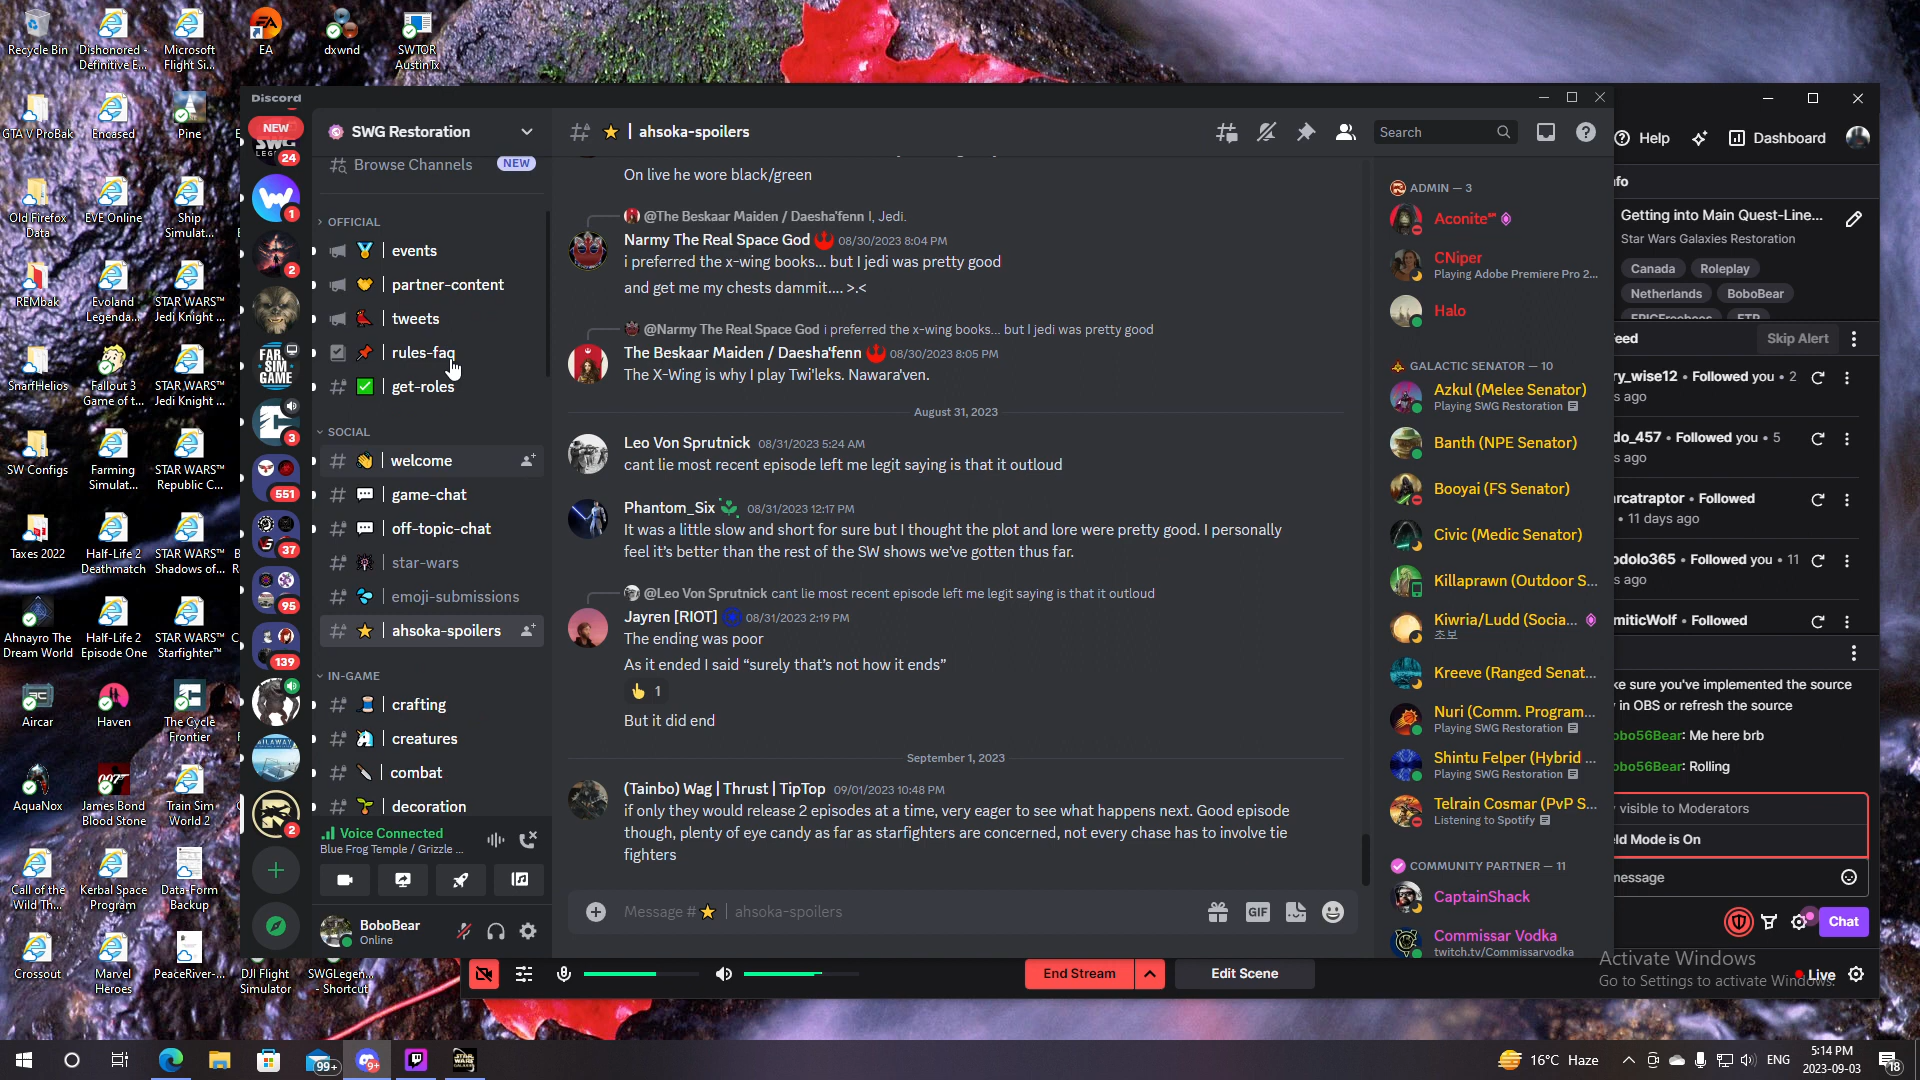 Recycle Bin
Dishonored - Definitive E...
Microsoft Flight Si...
EA
dxwnd
SWTOR AustinTx
GTA V ProBak
Encased
Pine
Old Firefox Data
EVE Online
Ship Simulat...
REMbak
Evoland Legenda...
STAR WARS™ Jedi Knight ...
SnarfHelios
Fallout 3 Game of t...
STAR WARS™ Jedi Knight ...
SW Configs
Farming Simulat...
STAR WARS™ Republic C...
Taxes 2022
Half-Life 2 Deathmatch
STAR WARS™ Shadows of...
Ahnayro The Dream World
Half-Life 2 Episode One
STAR WARS™ Starfighter™
Aircar
Haven
The Cycle Frontier
AquaNox
James Bond Blood Stone
Train Sim World 2
Call of the Wild Th...
Kerbal Space Program
Data-Form Backup
Crossout
Marvel Heroes
PeaceRiver-...
DJI Flight Simulator
SWGLegen... - Shortcut
Discord
NEW
24
1
2
FAR SIM GAME
3
551
37
95
139
2
SWG Restoration
Browse Channels NEW
OFFICIAL
events
partner-content
tweets
rules-faq
get-roles
SOCIAL
welcome
game-chat
off-topic-chat
star-wars
emoji-submissions
ahsoka-spoilers
IN-GAME
crafting
creatures
combat
decoration
Voice Connected
Blue Frog Temple / Grizzle ...
BoboBear
Online
ahsoka-spoilers
Search
On live he wore black/green
@The Beskaar Maiden / Daesha'fenn I, Jedi.
Narmy The Real Space God 08/30/2023 8:04 PM
i preferred the x-wing books... but I jedi was pretty good
and get me my chests dammit.... >.<
@Narmy The Real Space God i preferred the x-wing books... but I jedi was pretty good
The Beskaar Maiden / Daesha'fenn 08/30/2023 8:05 PM
The X-Wing is why I play Twi'leks. Nawara'ven.
August 31, 2023
Leo Von Sprutnick 08/31/2023 5:24 AM
cant lie most recent episode left me legit saying is that it outloud
Phantom_Six 08/31/2023 12:17 PM
It was a little slow and short for sure but I thought the plot and lore were pretty good. I personally
feel it's better than the rest of the SW shows we've gotten thus far.
@Leo Von Sprutnick cant lie most recent episode left me legit saying is that it outloud
Jayren [RIOT] 08/31/2023 2:19 PM
The ending was poor
As it ended I said “surely that's not how it ends”
1
But it did end
September 1, 2023
(Tainbo) Wag | Thrust | TipTop 09/01/2023 10:48 PM
if only they would release 2 episodes at a time, very eager to see what happens next. Good episode
though, plenty of eye candy as far as starfighters are concerned, not every chase has to involve tie
fighters
Message # | ahsoka-spoilers
GIF
ADMIN — 3
Aconite
CNiper
Playing Adobe Premiere Pro 2...
Halo
GALACTIC SENATOR — 10
Azkul (Melee Senator)
Playing SWG Restoration
Banth (NPE Senator)
Booyai (FS Senator)
Civic (Medic Senator)
Killaprawn (Outdoor S...
Kiwria/Ludd (Socia...
초보
Kreeve (Ranged Senat...
Nuri (Comm. Program...
Playing SWG Restoration
Shintu Felper (Hybrid ...
Playing SWG Restoration
Telrain Cosmar (PvP S...
Listening to Spotify
COMMUNITY PARTNER — 11
CaptainShack
Commissar Vodka
twitch.tv/Commissarvodka
Help
Dashboard
nfo
Getting into Main Quest-Line...
Star Wars Galaxies Restoration
Canada Roleplay
Netherlands BoboBear
EPICFreebees ETP
eed Skip Alert
ry_wise12 • Followed you • 2
s ago
do_457 • Followed you • 5
s ago
rcatraptor • Followed
• 11 days ago
odolo365 • Followed you • 11
s ago
miticWolf • Followed
ke sure you've implemented the source
in OBS or refresh the source
obo56Bear: Me here brb
obo56Bear: Rolling
y visible to Moderators
eld Mode is On
message
Chat
End Stream
Edit Scene
Live
Activate Windows
Go to Settings to activate Windows.
99+
9+
16°C Haze
ENG
5:14 PM
2023-09-03
18